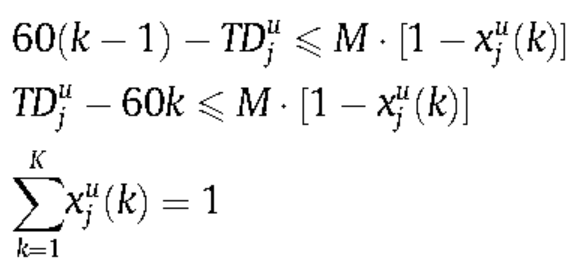 60(k − 1) − TD_j^u ⩽ M · [1 − x_j^u(k)]
TD_j^u − 60k ⩽ M · [1 − x_j^u(k)]
∑_{k=1}^{K} x_j^u(k) = 1